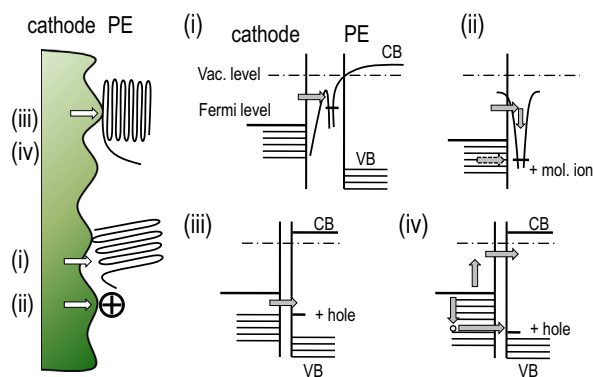 cathode PE
(iii)
(iv)
(i)
(ii)
(i)
cathode PE
CB
Vac. level
Fermi level
VB
(ii)
+ mol. ion
(iii)
CB
+ hole
VB
(iv)
CB
+ hole
VB